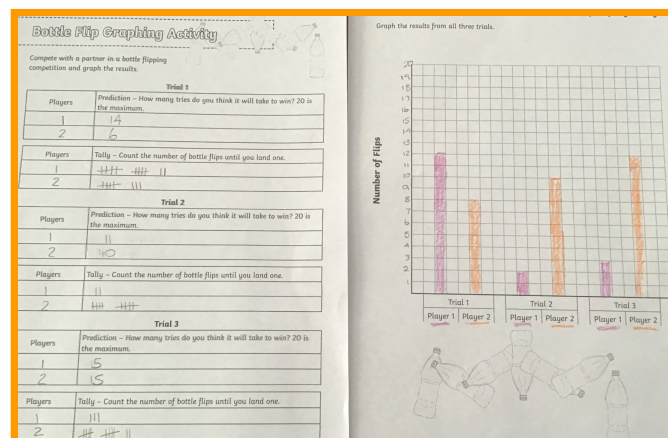 Bottle Flip Graphing Activity
Compete with a partner in a bottle flipping
competition and graph the results.
Trial 1
Players
Prediction – How many tries do you think it will take to win? 20 is
the maximum.
1 14
2 6
Players Tally – Count the number of bottle flips until you land one.
1 卌 卌 ||
2 卌 |||
Trial 2
Players
Prediction – How many tries do you think it will take to win? 20 is
the maximum.
1 11
2
Players Tally – Count the number of bottle flips until you land one.
1 ||
2 卌 卌
Trial 3
Players
Prediction – How many tries do you think it will take to win? 20 is
the maximum.
1 5
2 15
Players Tally – Count the number of bottle flips until you land one.
1 |||
2 卌 卌 ||
Graph the results from all three trials.
Number of Flips
20
19
18
17
16
15
14
13
12
11
10
9
8
7
6
5
4
3
2
1
Trial 1 Trial 2 Trial 3
Player 1 Player 2 Player 1 Player 2 Player 1 Player 2